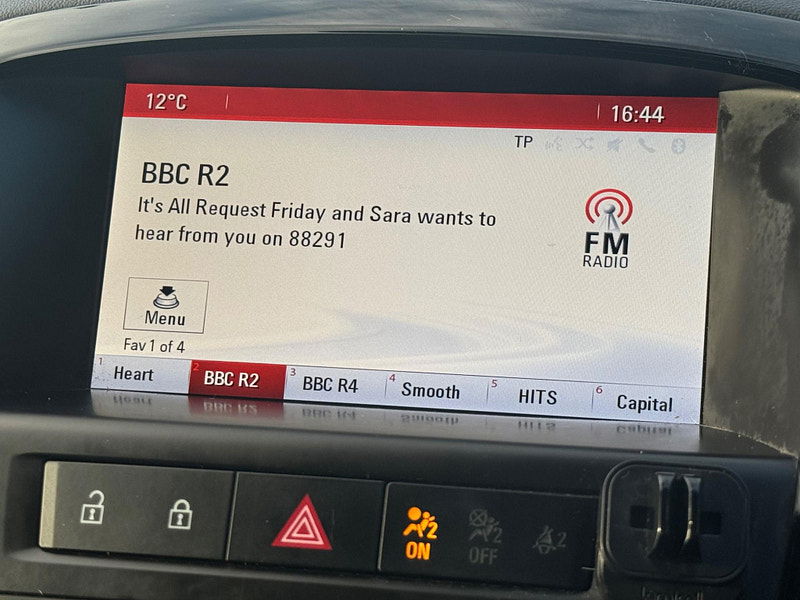 12°C
16:44
TP
BBC R2
It's All Request Friday and Sara wants to
hear from you on 88291
FM
RADIO
Menu
Fav 1 of 4
1 Heart
2 BBC R2
3 BBC R4
4 Smooth
5 HITS
6 Capital
2
ON
2
OFF
2